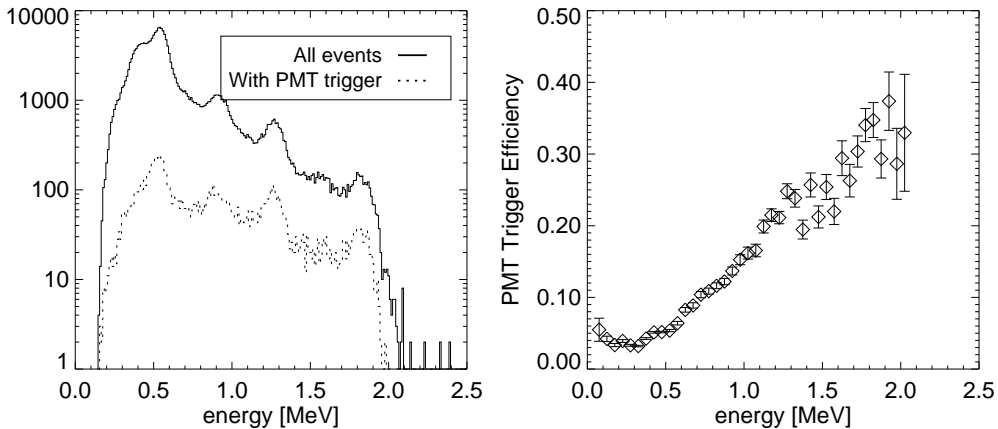 10000
1000
100
10
1
0.0 0.5 1.0 1.5 2.0 2.5
energy [MeV]
All events
With PMT trigger
PMT Trigger Efficiency
0.50
0.40
0.30
0.20
0.10
0.00
0.0 0.5 1.0 1.5 2.0 2.5
energy [MeV]